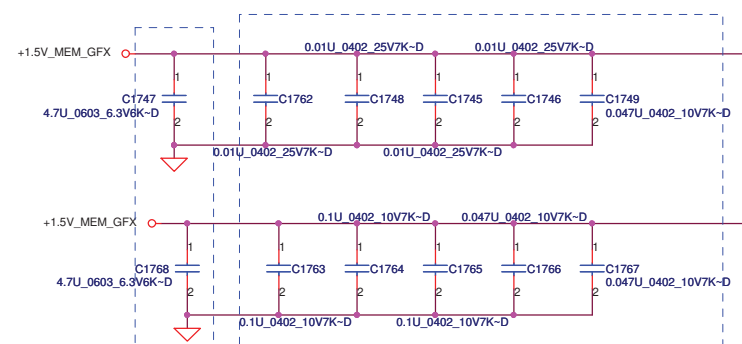 0.01U_0402_25V7K~D 0.01U_0402_25V7K~D
+1.5V_MEM_GFX
1 1 1 1 1 1
C1747 C1762 C1748 C1745 C1746 C1749
4.7U_0603_6.3V6K~D 0.047U_0402_10V7K~D
2 2 2 2 2 2
0.01U_0402_25V7K~D 0.01U_0402_25V7K~D
0.1U_0402_10V7K~D 0.047U_0402_10V7K~D
+1.5V_MEM_GFX
1 1 1 1 1 1
C1768 C1763 C1764 C1765 C1766 C1767
4.7U_0603_6.3V6K~D 0.047U_0402_10V7K~D
2 2 2 2 2 2
0.1U_0402_10V7K~D 0.1U_0402_10V7K~D